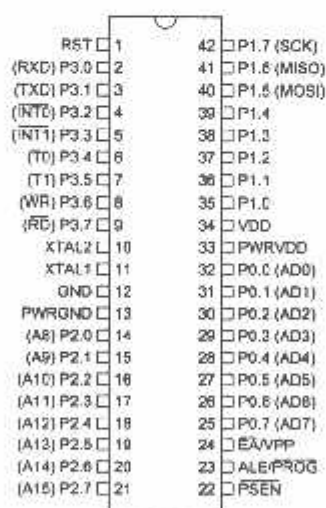 RST 1 42 P1.7 (SCK)
(RXD) P3.0 2 41 P1.6 (MISO)
(TXD) P3.1 3 40 P1.5 (MOSI)
(INT0) P3.2 4 39 P1.4
(INT1) P3.3 5 38 P1.3
(T0) P3.4 6 37 P1.2
(T1) P3.5 7 36 P1.1
(WR) P3.6 8 35 P1.0
(RD) P3.7 9 34 VDD
XTAL2 10 33 PWRVDD
XTAL1 11 32 P0.0 (AD0)
GND 12 31 P0.1 (AD1)
PWRGND 13 30 P0.2 (AD2)
(A8) P2.0 14 29 P0.3 (AD3)
(A9) P2.1 15 28 P0.4 (AD4)
(A10) P2.2 16 27 P0.5 (AD5)
(A11) P2.3 17 26 P0.6 (AD6)
(A12) P2.4 18 25 P0.7 (AD7)
(A13) P2.5 19 24 EA/VPP
(A14) P2.6 20 23 ALE/PROG
(A15) P2.7 21 22 PSEN